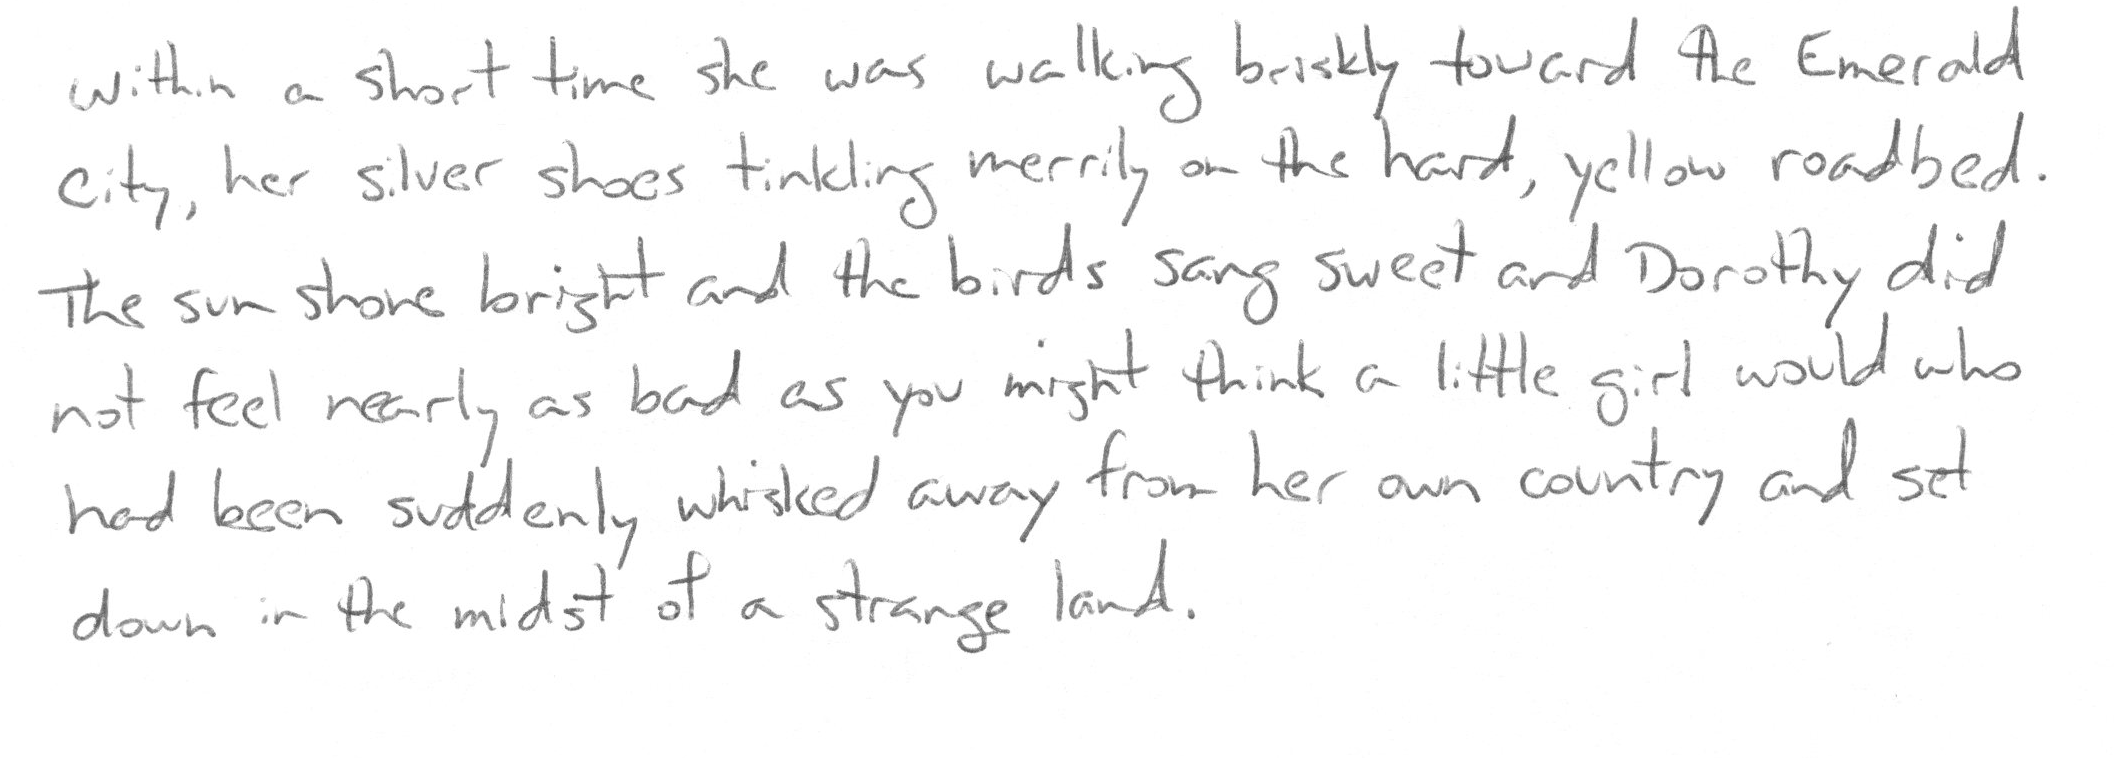 within a short time she was walking briskly toward the Emerald
City, her silver shoes tinkling merrily on the hard, yellow roadbed.
The sun shone bright and the birds sang sweet and Dorothy did
not feel nearly as bad as you might think a little girl would who
had been suddenly whisked away from her own country and set
down in the midst of a strange land.